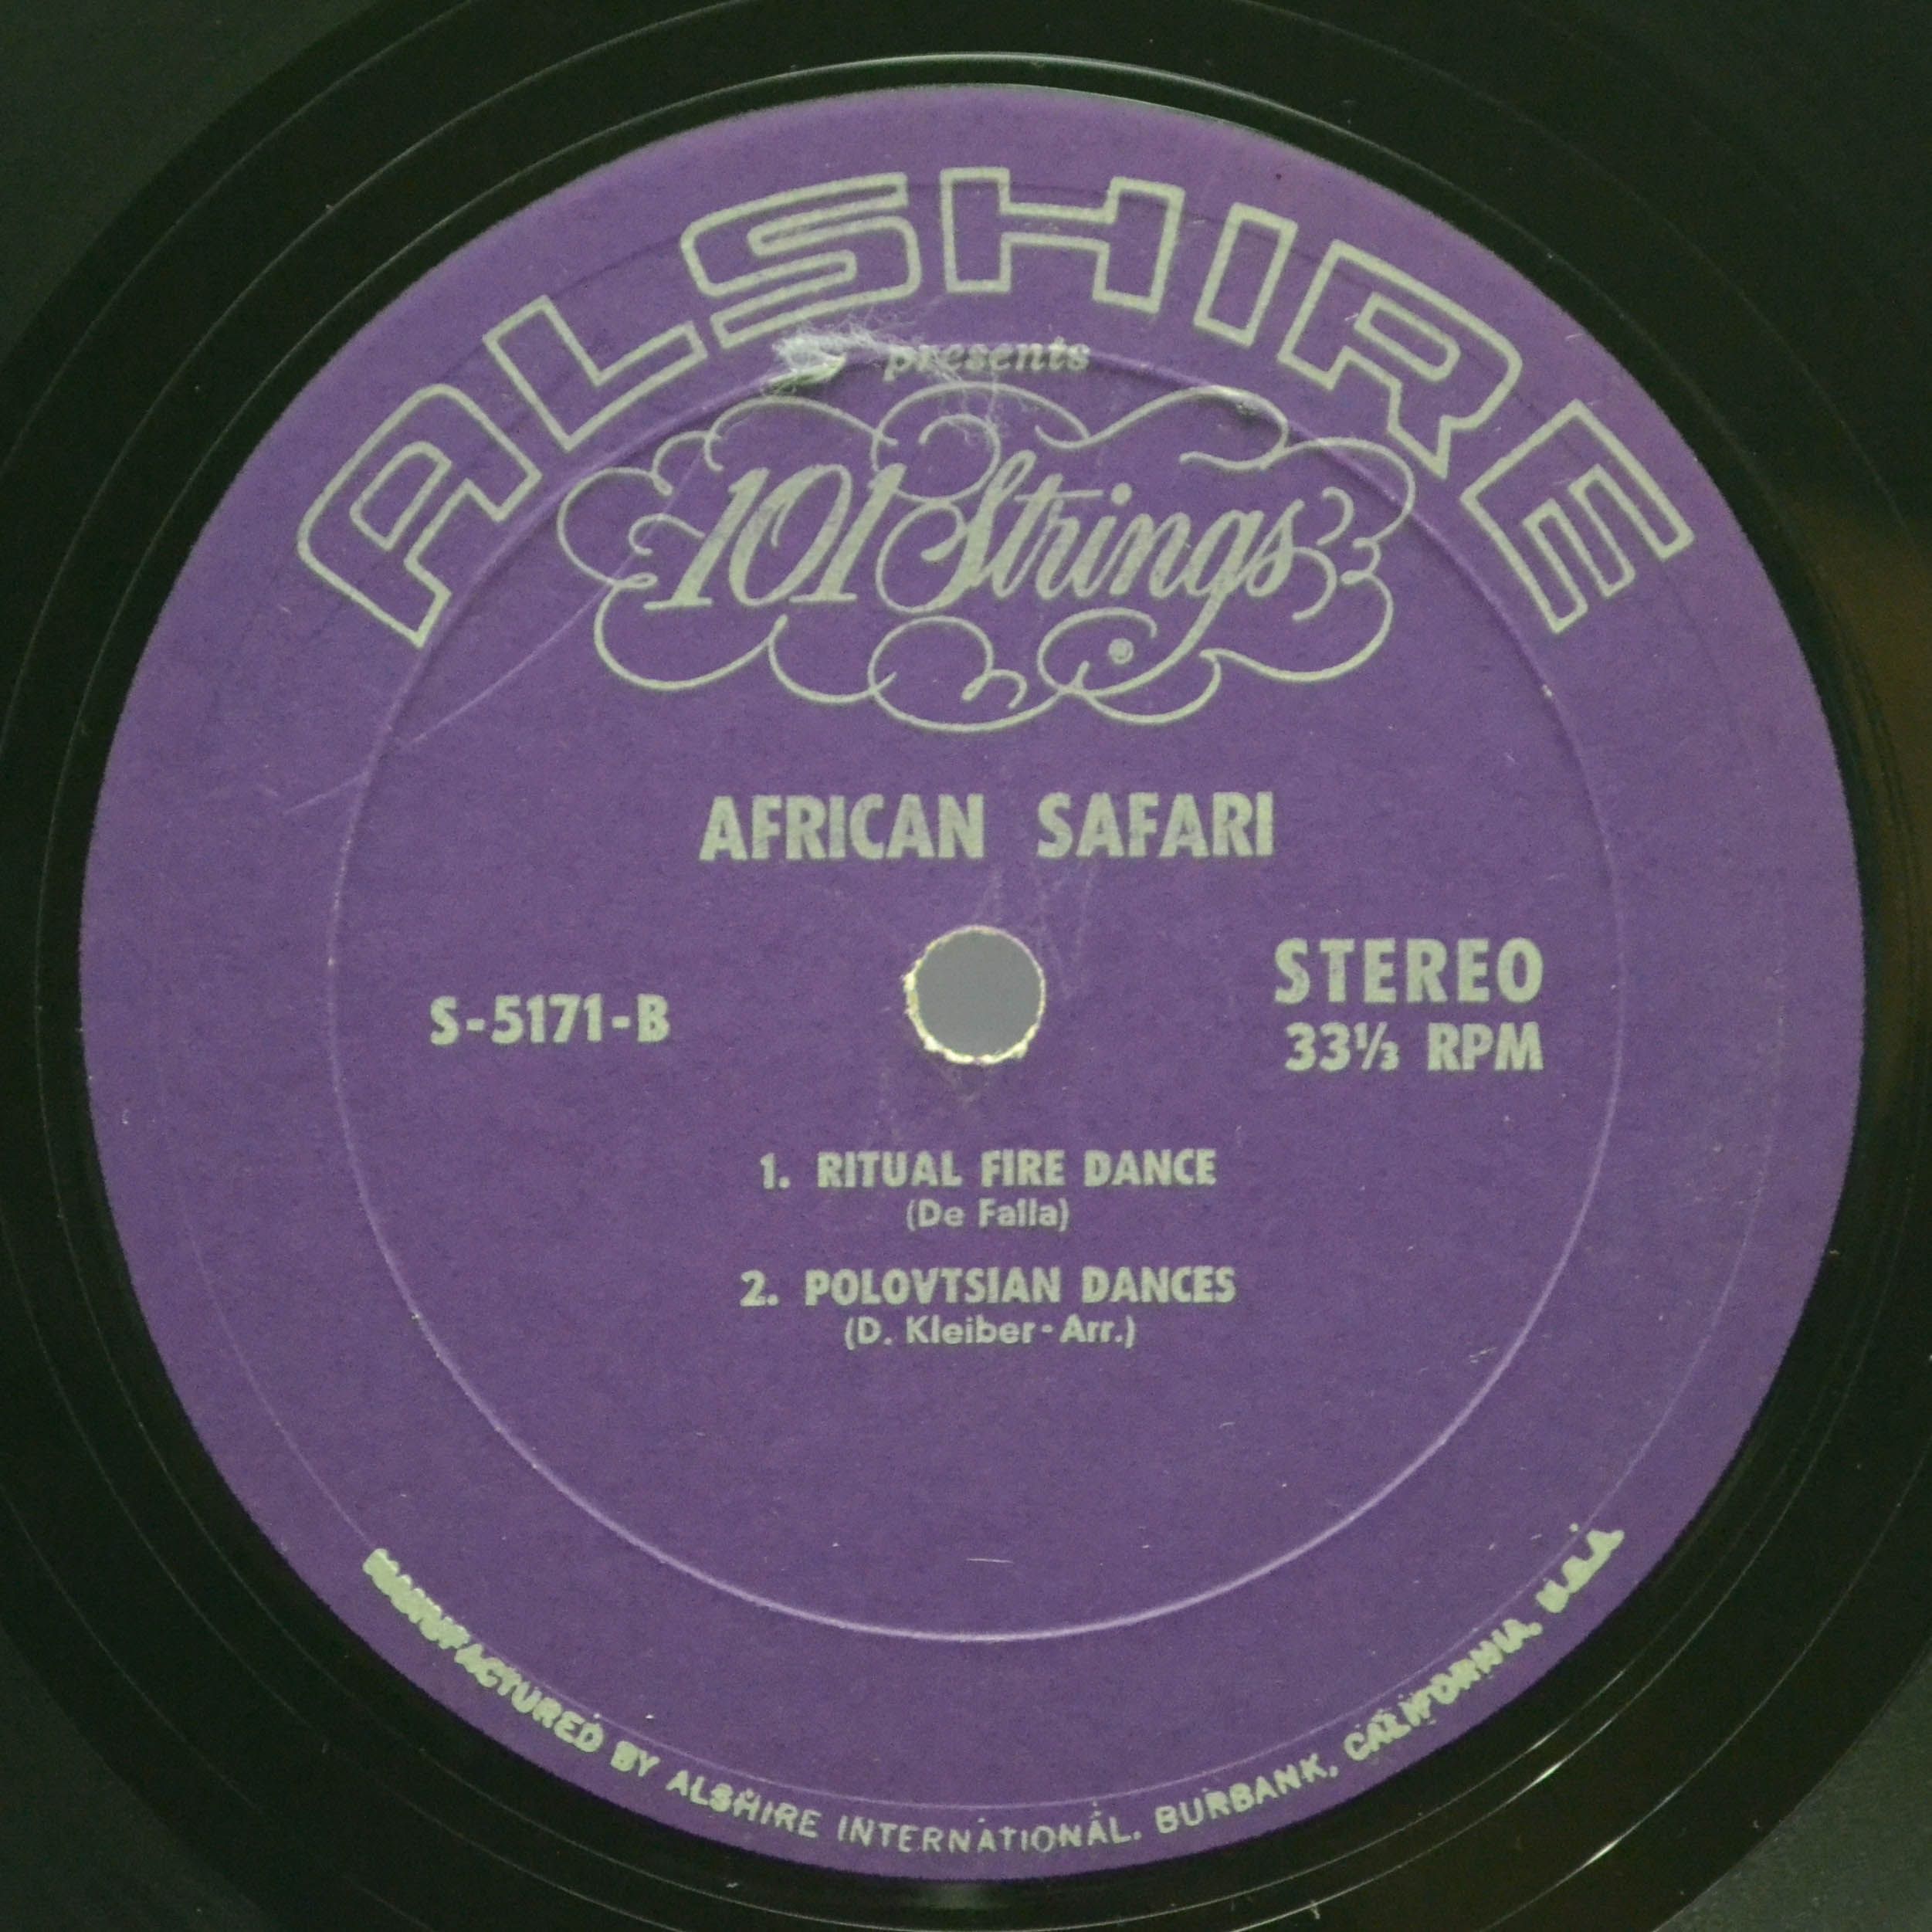 ALSHIRE
presents
101 Strings ®
AFRICAN SAFARI
S-5171-B
STEREO
33⅓ RPM
1. RITUAL FIRE DANCE
(De Falla)
2. POLOVTSIAN DANCES
(D. Kleiber-Arr.)
MANUFACTURED BY ALSHIRE INTERNATIONAL, BURBANK, CALIFORNIA, U.S.A.